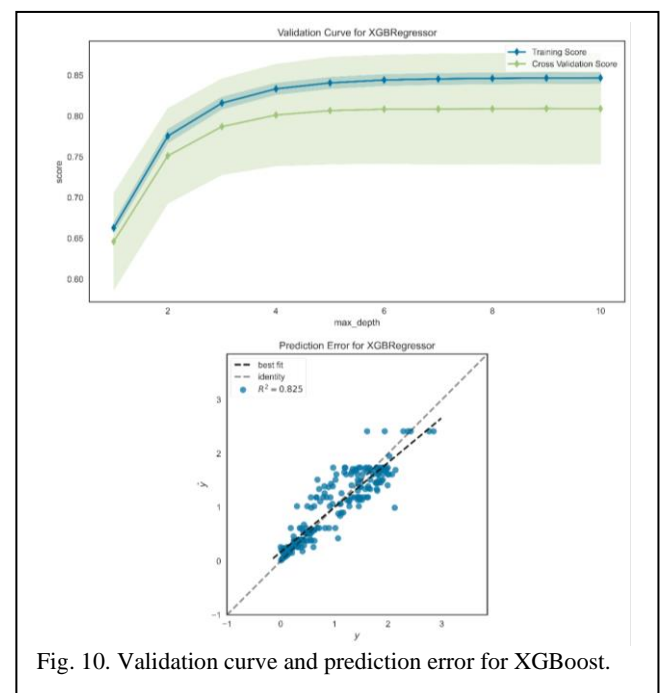 Validation Curve for XGBRegressor
Training Score
Cross Validation Score
0.85
0.80
0.75
0.70
0.65
0.60
score
2
4
6
8
10
max_depth
Prediction Error for XGBRegressor
best fit
identity
R² = 0.825
3
2
1
0
−1
ŷ
−1
0
1
2
3
y
Fig. 10. Validation curve and prediction error for XGBoost.